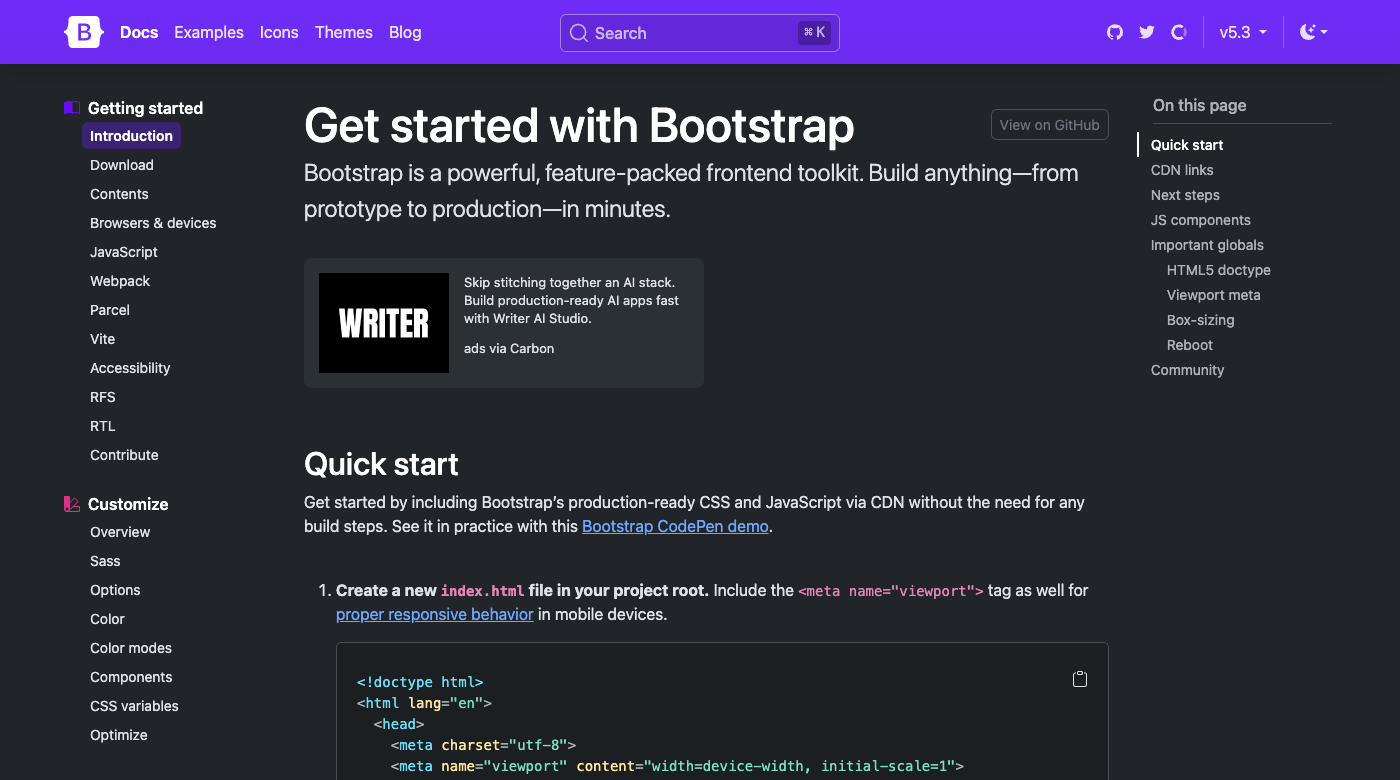 B Docs Examples Icons Themes Blog Search ⌘ K v5.3
Getting started
Introduction
Download
Contents
Browsers & devices
JavaScript
Webpack
Parcel
Vite
Accessibility
RFS
RTL
Contribute
Customize
Overview
Sass
Options
Color
Color modes
Components
CSS variables
Optimize
Get started with Bootstrap
View on GitHub
Bootstrap is a powerful, feature-packed frontend toolkit. Build anything—from
prototype to production—in minutes.
WRITER
Skip stitching together an AI stack.
Build production-ready AI apps fast
with Writer AI Studio.
ads via Carbon
Quick start
Get started by including Bootstrap’s production-ready CSS and JavaScript via CDN without the need for any
build steps. See it in practice with this Bootstrap CodePen demo.
1. Create a new index.html file in your project root. Include the <meta name="viewport"> tag as well for
proper responsive behavior in mobile devices.
<!doctype html>
<html lang="en">
<head>
<meta charset="utf-8">
<meta name="viewport" content="width=device-width, initial-scale=1">
On this page
Quick start
CDN links
Next steps
JS components
Important globals
HTML5 doctype
Viewport meta
Box-sizing
Reboot
Community